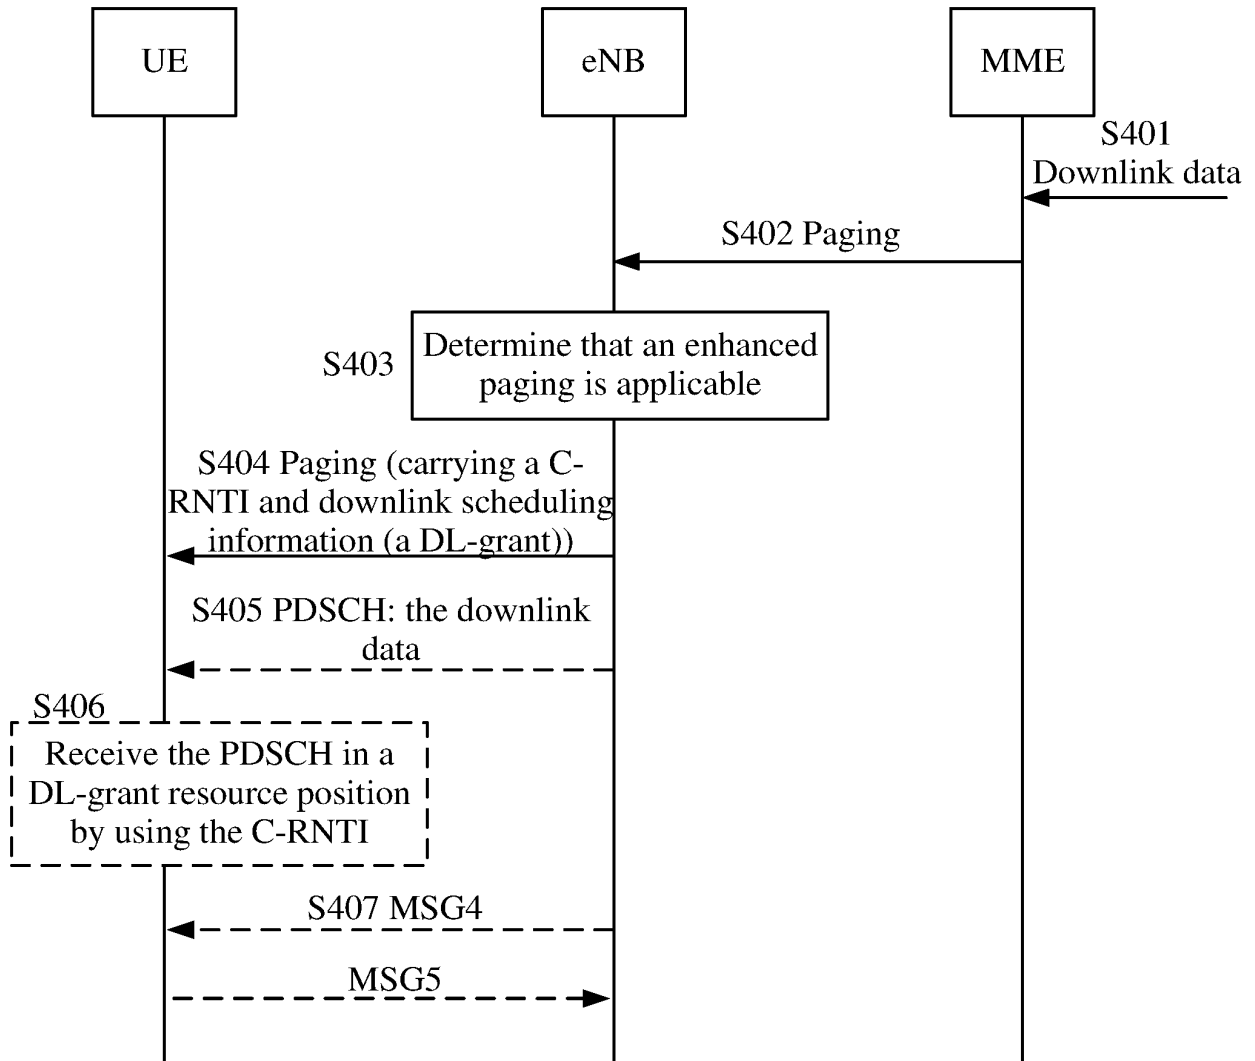 UE
eNB
MME
S401
Downlink data
S402 Paging
S403
Determine that an enhanced
paging is applicable
S404 Paging (carrying a C-
RNTI and downlink scheduling
information (a DL-grant))
S405 PDSCH: the downlink
data
S406
Receive the PDSCH in a
DL-grant resource position
by using the C-RNTI
S407 MSG4
MSG5